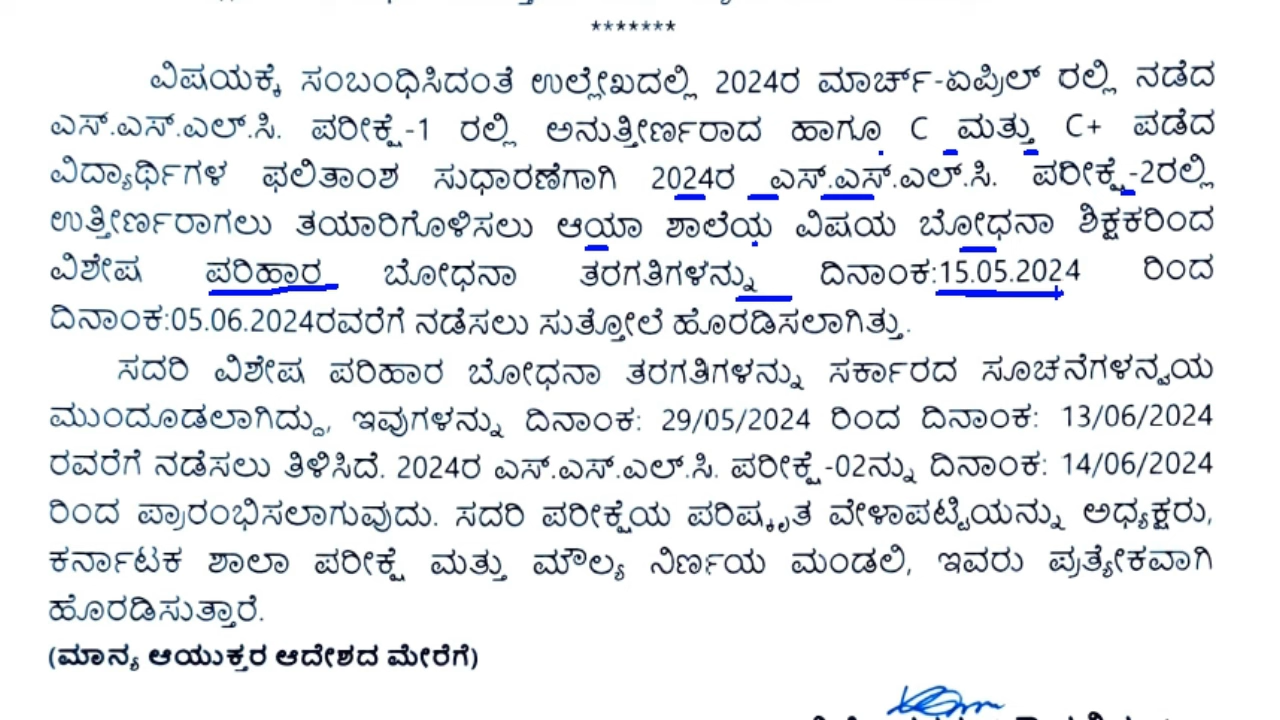 *******
ವಿಷಯಕ್ಕೆ ಸಂಬಂಧಿಸಿದಂತೆ ಉಲ್ಲೇಖದಲ್ಲಿ 2024ರ ಮಾರ್ಚ್-ಏಪ್ರಿಲ್ ರಲ್ಲಿ ನಡೆದ
ಎಸ್.ಎಸ್.ಎಲ್.ಸಿ. ಪರೀಕ್ಷೆ-1 ರಲ್ಲಿ ಅನುತ್ತೀರ್ಣರಾದ ಹಾಗೂ C ಮತ್ತು C+ ಪಡೆದ
ವಿದ್ಯಾರ್ಥಿಗಳ ಫಲಿತಾಂಶ ಸುಧಾರಣೆಗಾಗಿ 2024ರ ಎಸ್.ಎಸ್.ಎಲ್.ಸಿ. ಪರೀಕ್ಷೆ-2ರಲ್ಲಿ
ಉತ್ತೀರ್ಣರಾಗಲು ತಯಾರಿಗೊಳಿಸಲು ಆಯಾ ಶಾಲೆಯ ವಿಷಯ ಬೋಧನಾ ಶಿಕ್ಷಕರಿಂದ
ವಿಶೇಷ ಪರಿಹಾರ ಬೋಧನಾ ತರಗತಿಗಳನ್ನು ದಿನಾಂಕ:15.05.2024 ರಿಂದ
ದಿನಾಂಕ:05.06.2024ರವರೆಗೆ ನಡೆಸಲು ಸುತ್ತೋಲೆ ಹೊರಡಿಸಲಾಗಿತ್ತು.
ಸದರಿ ವಿಶೇಷ ಪರಿಹಾರ ಬೋಧನಾ ತರಗತಿಗಳನ್ನು ಸರ್ಕಾರದ ಸೂಚನೆಗಳನ್ವಯ
ಮುಂದೂಡಲಾಗಿದ್ದು, ಇವುಗಳನ್ನು ದಿನಾಂಕ: 29/05/2024 ರಿಂದ ದಿನಾಂಕ: 13/06/2024
ರವರೆಗೆ ನಡೆಸಲು ತಿಳಿಸಿದೆ. 2024ರ ಎಸ್.ಎಸ್.ಎಲ್.ಸಿ. ಪರೀಕ್ಷೆ-02ನ್ನು ದಿನಾಂಕ: 14/06/2024
ರಿಂದ ಪ್ರಾರಂಭಿಸಲಾಗುವುದು. ಸದರಿ ಪರೀಕ್ಷೆಯ ಪರಿಷ್ಕೃತ ವೇಳಾಪಟ್ಟಿಯನ್ನು ಅಧ್ಯಕ್ಷರು,
ಕರ್ನಾಟಕ ಶಾಲಾ ಪರೀಕ್ಷೆ ಮತ್ತು ಮೌಲ್ಯ ನಿರ್ಣಯ ಮಂಡಲಿ, ಇವರು ಪ್ರತ್ಯೇಕವಾಗಿ
ಹೊರಡಿಸುತ್ತಾರೆ.
(ಮಾನ್ಯ ಆಯುಕ್ತರ ಆದೇಶದ ಮೇರೆಗೆ)